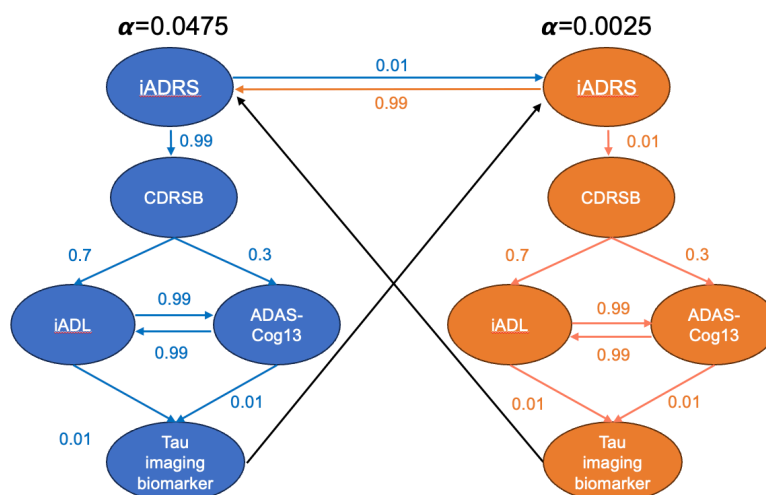 α=0.0475
α=0.0025
iADRS
0.01
0.99
iADRS
0.99
0.01
CDRSB
CDRSB
0.7
0.3
0.7
0.3
iADL
0.99
0.99
ADAS-
Cog13
iADL
0.99
0.99
ADAS-
Cog13
0.01
0.01
0.01
0.01
Tau
imaging
biomarker
Tau
imaging
biomarker